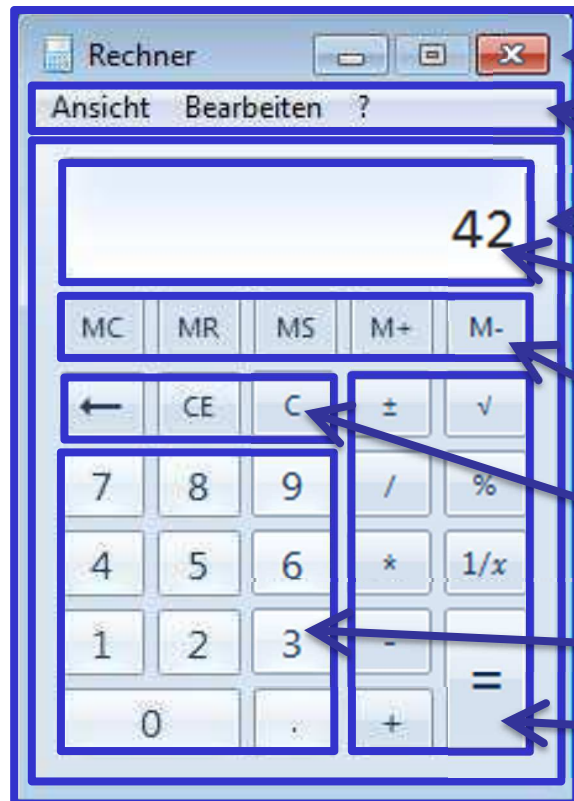 Rechner
Ansicht Bearbeiten ?
42
MC MR MS M+ M-
← CE C ± √
7 8 9 / %
4 5 6 * 1/x
1 2 3 - =
0 . +